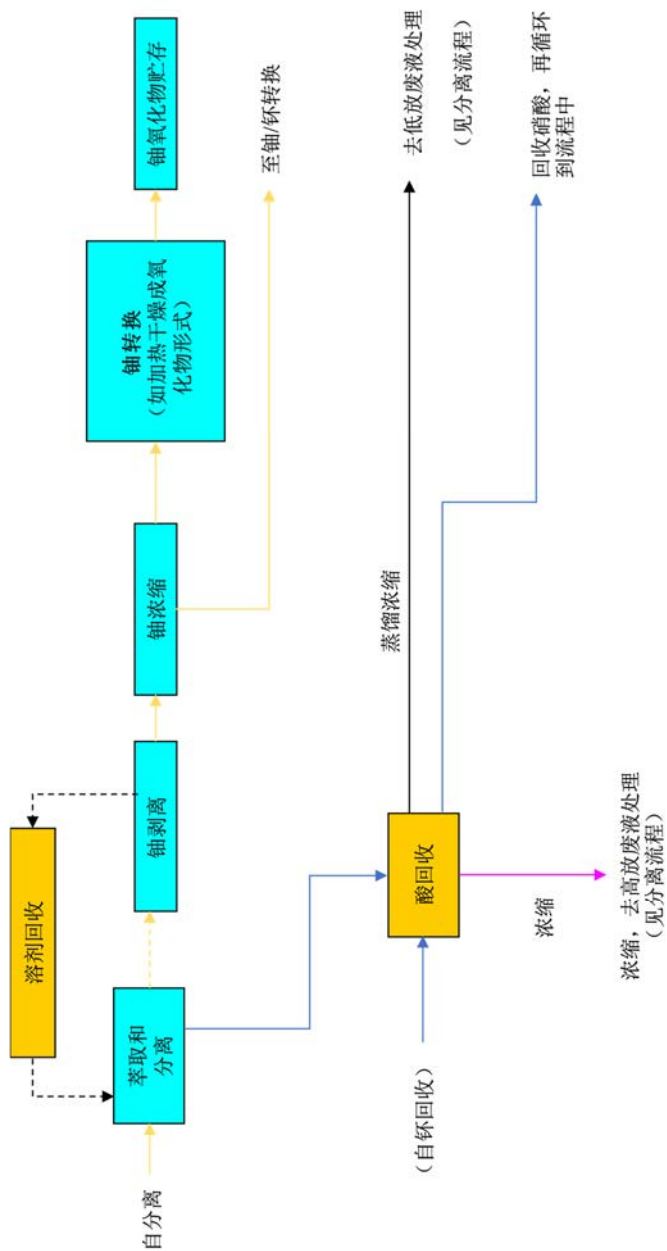 溶剂回收
自分离
萃取和
分离
铀剥离
铀浓缩
铀转换
（如加热干燥成氧
化物形式）
铀氧化物贮存
至铀/钚转换
（自钚回收）
酸回收
蒸馏浓缩
去低放废液处理
（见分离流程）
回收硝酸，再循环
到流程中
浓缩
浓缩，去高放废液处理
（见分离流程）